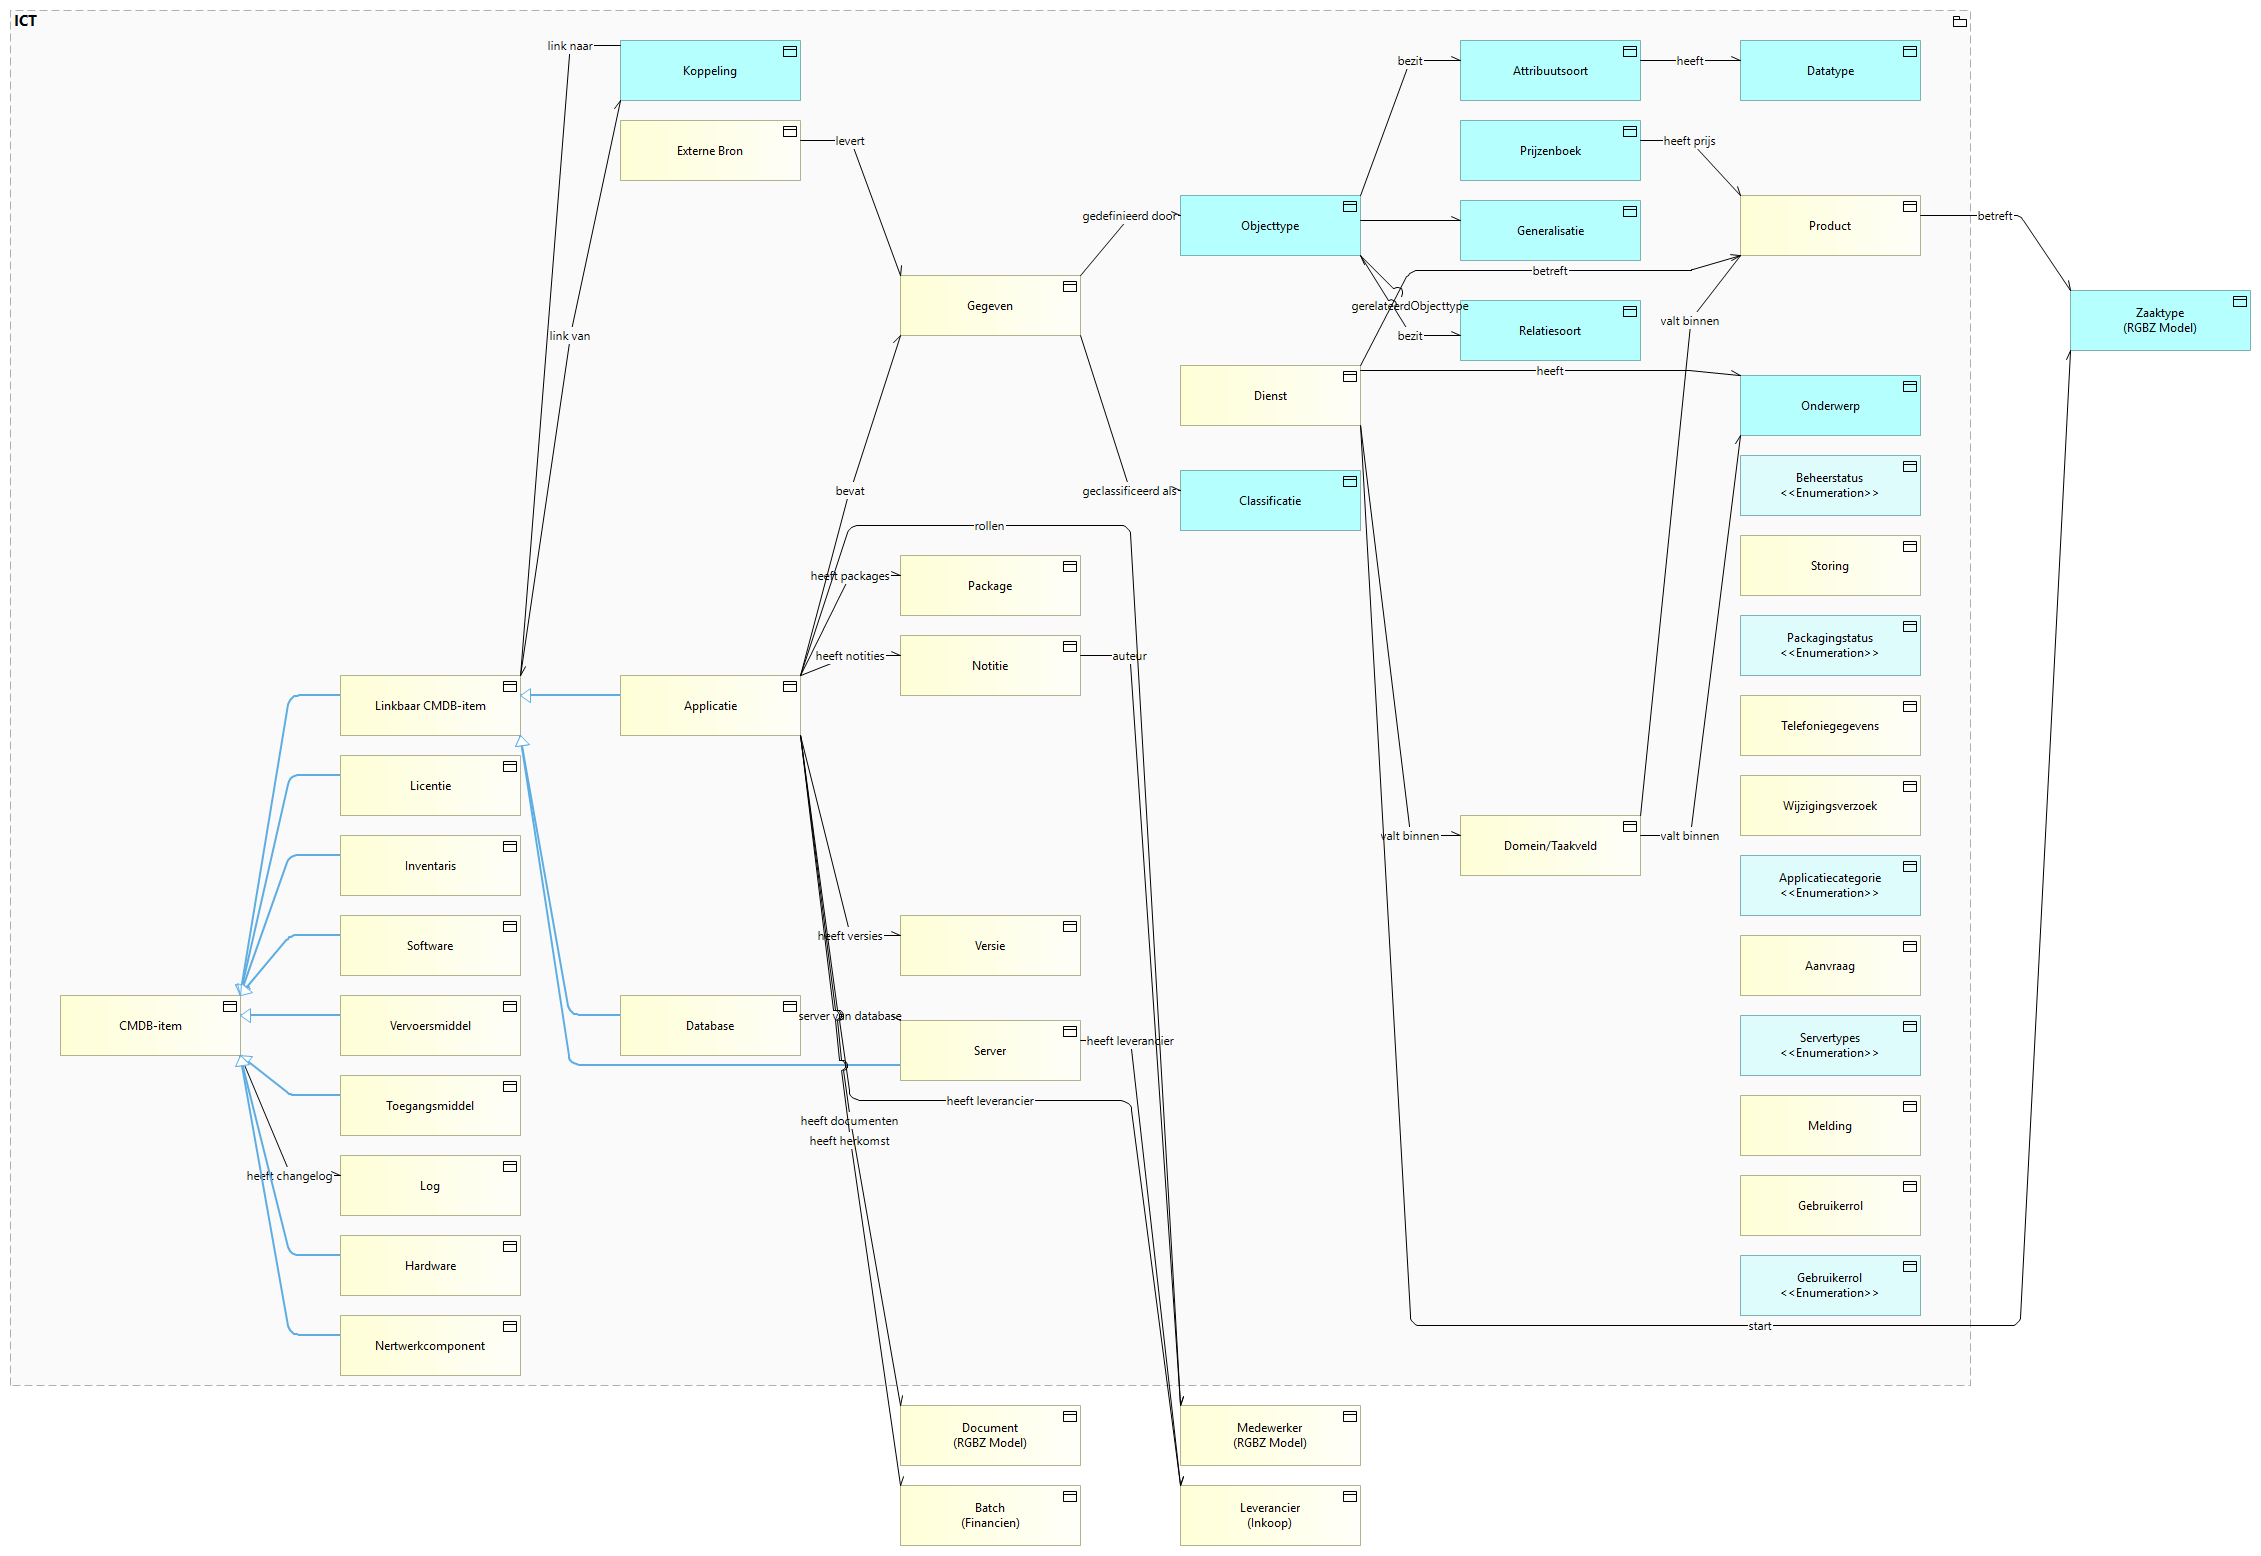 ICT
link naar
Koppeling
bezit
Attribuutsoort
heeft
Datatype
Externe Bron
levert
Prijzenboek
heeft prijs
gedefinieerd door
Objecttype
Generalisatie
Product
betreft
betreft
Gegeven
gerelateerdObjecttype
Zaaktype
(RGBZ Model)
link van
bezit
Relatiesoort
valt binnen
Dienst
heeft
Onderwerp
bevat
geclassificeerd als
Classificatie
Beheerstatus
<<Enumeration>>
rollen
heeft packages
Package
Storing
heeft notities
Notitie
auteur
Packagingstatus
<<Enumeration>>
Linkbaar CMDB-item
Applicatie
Telefoniegegevens
Licentie
Wijzigingsverzoek
valt binnen
Domein/Taakveld
valt binnen
Inventaris
Applicatiecategorie
<<Enumeration>>
Software
heeft versies
Versie
Aanvraag
CMDB-item
Vervoersmiddel
Database
server van database
Server
heeft leverancier
Servertypes
<<Enumeration>>
Toegangsmiddel
heeft leverancier
heeft documenten
heeft herkomst
Melding
heeft changelog
Log
Gebruikerrol
Hardware
Gebruikerrol
<<Enumeration>>
start
Nertwerkcomponent
Document
(RGBZ Model)
Medewerker
(RGBZ Model)
Batch
(Financien)
Leverancier
(Inkoop)